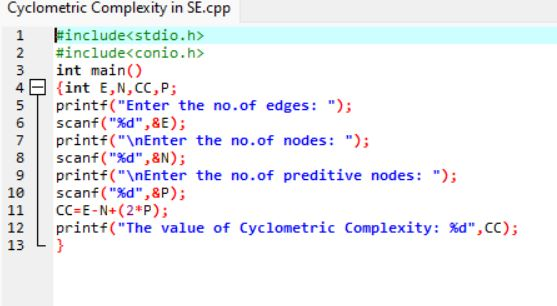 Cyclometric Complexity in SE.cpp
1 #include<stdio.h>
2 #include<conio.h>
3 int main()
4 {int E,N,CC,P;
5 printf("Enter the no.of edges: ");
6 scanf("%d",&E);
7 printf("\nEnter the no.of nodes: ");
8 scanf("%d",&N);
9 printf("\nEnter the no.of preditive nodes: ");
10 scanf("%d",&P);
11 CC=E-N+(2*P);
12 printf("The value of Cyclometric Complexity: %d",CC);
13 }